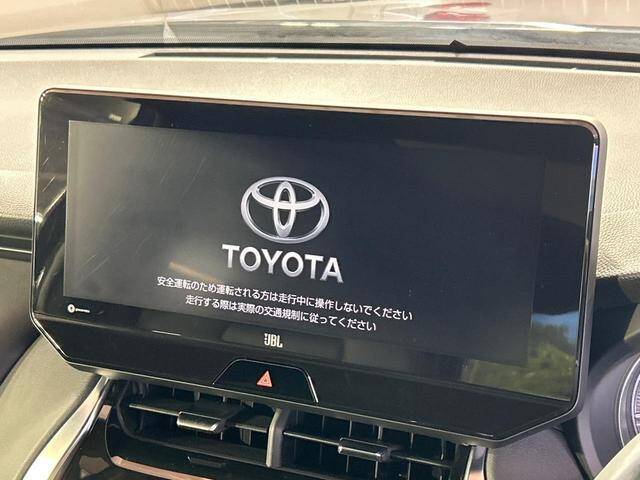 TOYOTA
安全運転のため運転される方は走行中に操作しないでください
走行する際は実際の交通規制に従ってください
JBL